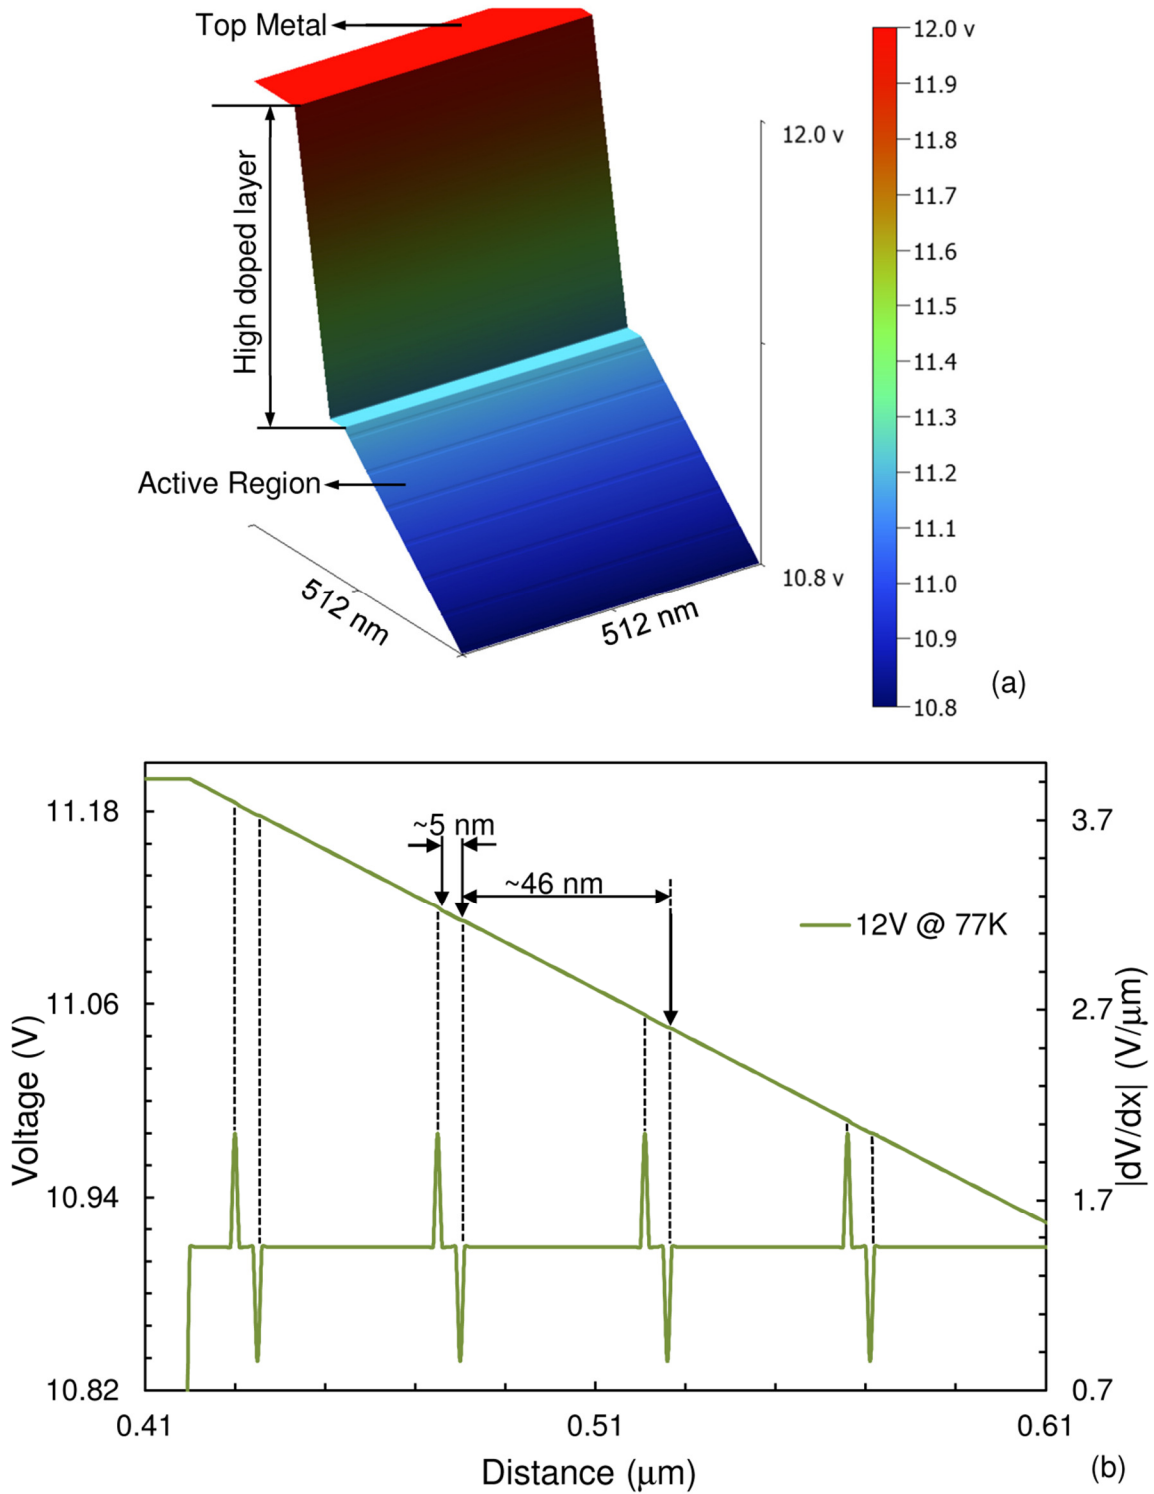 Top Metal
High doped layer
Active Region
512 nm
512 nm
12.0 v
10.8 v
12.0 v
11.9
11.8
11.7
11.6
11.5
11.4
11.3
11.2
11.1
11.0
10.9
10.8
(a)
Voltage (V)
11.18
11.06
10.94
10.82
~5 nm
~46 nm
12V @ 77K
3.7
2.7
1.7
0.7
|dV/dx| (V/μm)
0.41
0.51
0.61
Distance (μm)
(b)